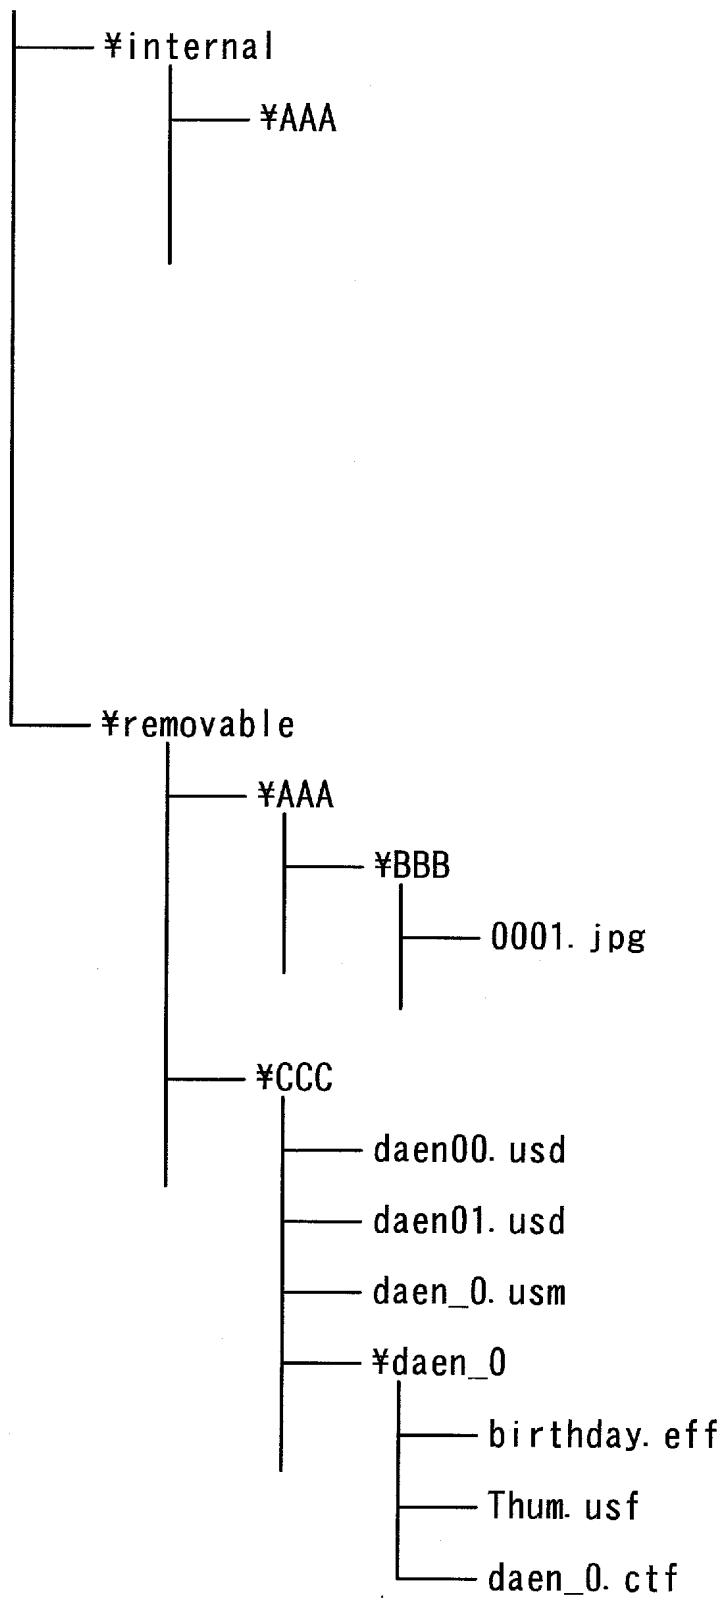 ¥internal
¥AAA
¥removable
¥AAA
¥BBB
0001.jpg
¥CCC
daen00.usd
daen01.usd
daen_0.usm
¥daen_0
birthday.eff
Thum.usf
daen_0.ctf